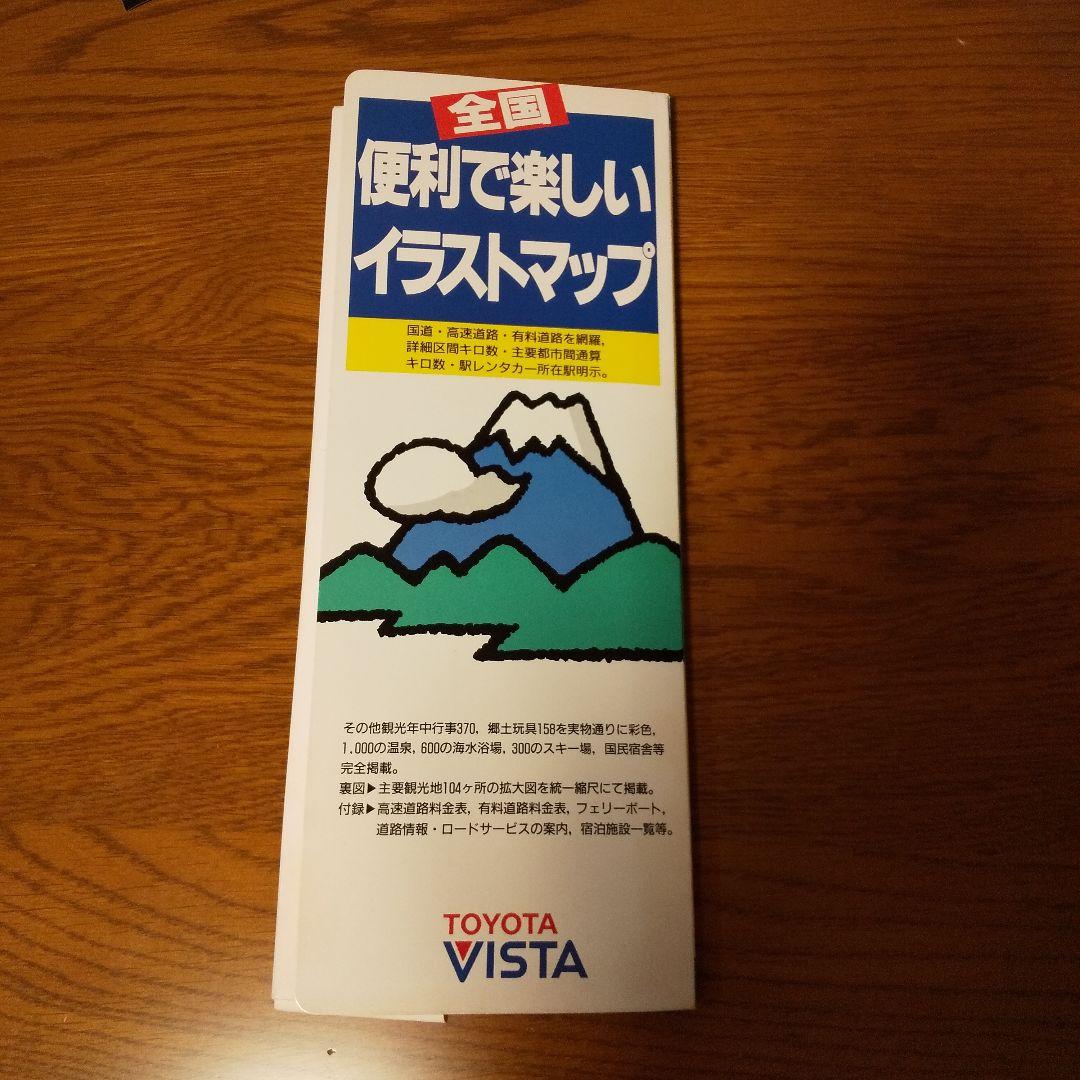 全国
便利で楽しい
イラストマップ
国道・高速道路・有料道路を網羅,
詳細区間キロ数・主要都市間通算
キロ数・駅レンタカー所在駅明示。
その他観光年中行事370, 郷土玩具158を実物通りに彩色,
1,000の温泉, 600の海水浴場, 300のスキー場, 国民宿舎等
完全掲載。
裏図▶主要観光地104ヶ所の拡大図を統一縮尺にて掲載。
付録▶高速道路料金表, 有料道路料金表, フェリーボート,
道路情報・ロードサービスの案内, 宿泊施設一覧等。
TOYOTA
VISTA